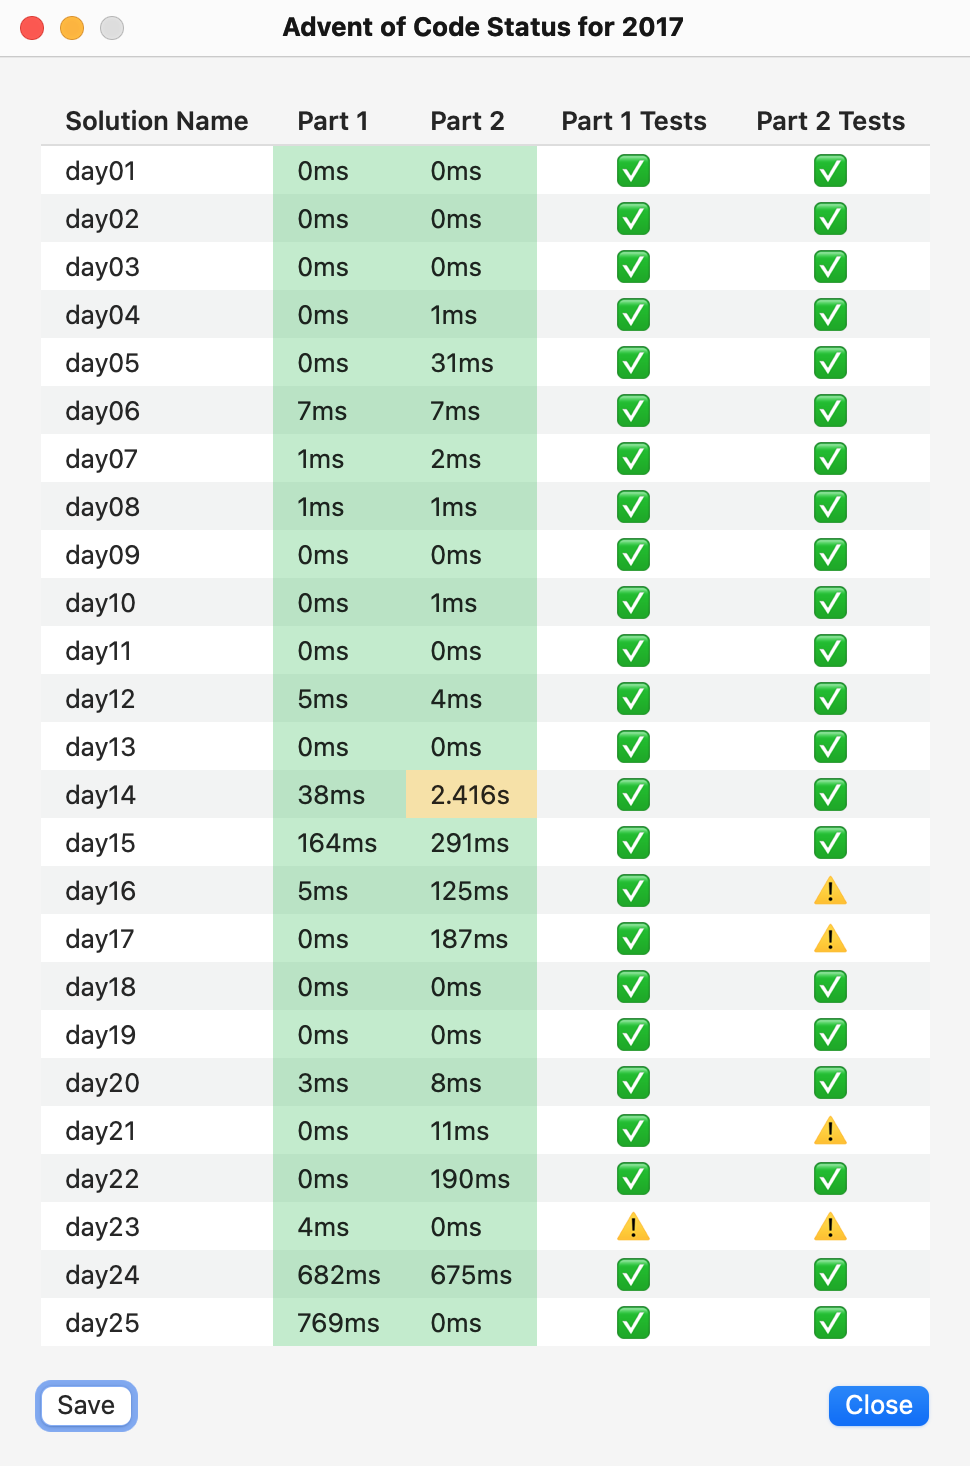 Advent of Code Status for 2017
Solution Name Part 1 Part 2 Part 1 Tests Part 2 Tests
day01 0ms 0ms ✅ ✅
day02 0ms 0ms ✅ ✅
day03 0ms 0ms ✅ ✅
day04 0ms 1ms ✅ ✅
day05 0ms 31ms ✅ ✅
day06 7ms 7ms ✅ ✅
day07 1ms 2ms ✅ ✅
day08 1ms 1ms ✅ ✅
day09 0ms 0ms ✅ ✅
day10 0ms 1ms ✅ ✅
day11 0ms 0ms ✅ ✅
day12 5ms 4ms ✅ ✅
day13 0ms 0ms ✅ ✅
day14 38ms 2.416s ✅ ✅
day15 164ms 291ms ✅ ✅
day16 5ms 125ms ✅ ⚠️
day17 0ms 187ms ✅ ⚠️
day18 0ms 0ms ✅ ✅
day19 0ms 0ms ✅ ✅
day20 3ms 8ms ✅ ✅
day21 0ms 11ms ✅ ⚠️
day22 0ms 190ms ✅ ✅
day23 4ms 0ms ⚠️ ⚠️
day24 682ms 675ms ✅ ✅
day25 769ms 0ms ✅ ✅
Save Close